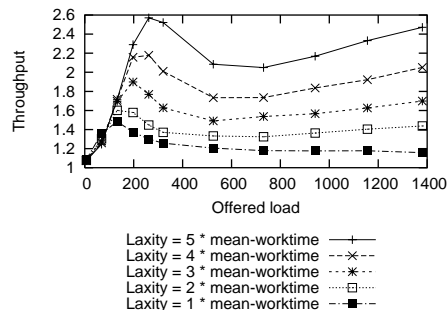 Throughput
2.6
2.4
2.2
2
1.8
1.6
1.4
1.2
1
0 200 400 600 800 1000 1200 1400
Offered load
Laxity = 5 * mean-worktime
Laxity = 4 * mean-worktime
Laxity = 3 * mean-worktime
Laxity = 2 * mean-worktime
Laxity = 1 * mean-worktime